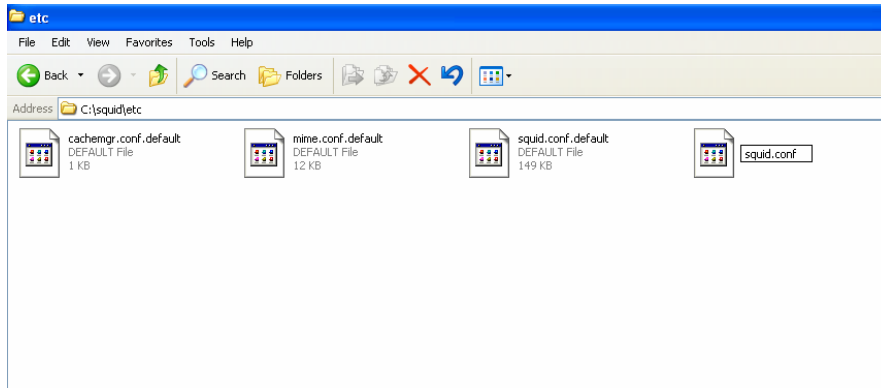 etc
File Edit View Favorites Tools Help
Back Search Folders
Address C:\squid\etc
cachemgr.conf.default
DEFAULT File
1 KB
mime.conf.default
DEFAULT File
12 KB
squid.conf.default
DEFAULT File
149 KB
squid.conf